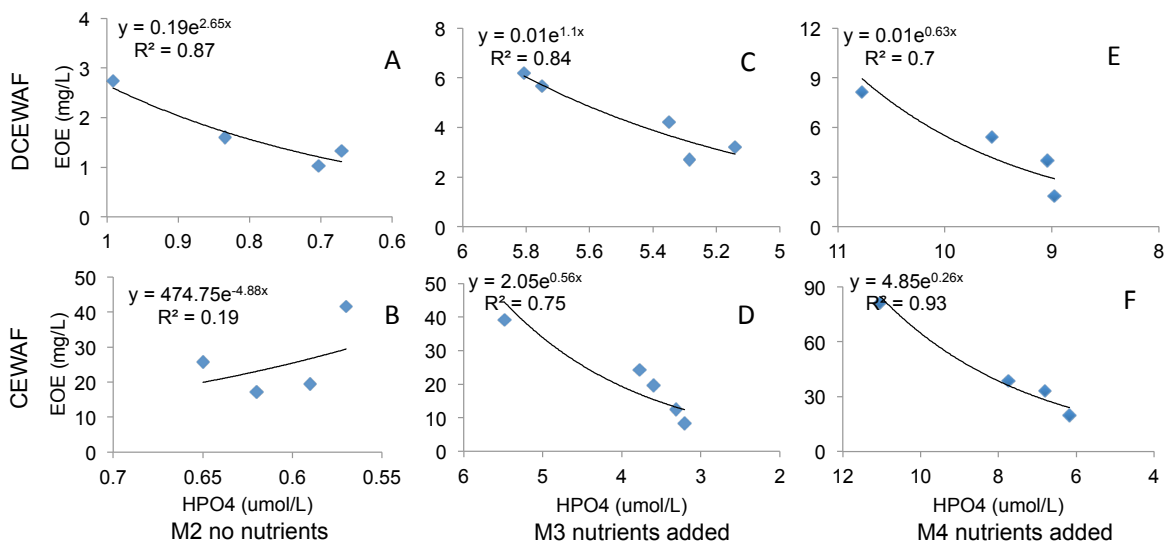 DCEWAF
EOE (mg/L)
y = 0.19e^2.65x
R² = 0.87
A
4
3
2
1
0
1 0.9 0.8 0.7 0.6
y = 0.01e^1.1x
R² = 0.84
C
8
6
4
2
0
6 5.8 5.6 5.4 5.2 5
y = 0.01e^0.63x
R² = 0.7
E
12
9
6
3
0
11 10 9 8
CEWAF
EOE (mg/L)
y = 474.75e^-4.88x
R² = 0.19
B
50
40
30
20
10
0
0.7 0.65 0.6 0.55
HPO4 (umol/L)
M2 no nutrients
y = 2.05e^0.56x
R² = 0.75
D
50
40
30
20
10
0
6 5 4 3 2
HPO4 (umol/L)
M3 nutrients added
y = 4.85e^0.26x
R² = 0.93
F
90
60
30
0
12 10 8 6 4
HPO4 (umol/L)
M4 nutrients added